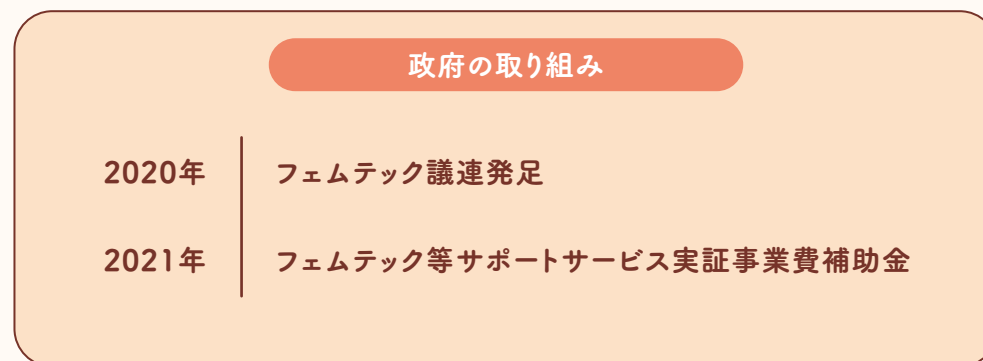 政府の取り組み
2020年 フェムテック議連発足
2021年 フェムテック等サポートサービス実証事業費補助金